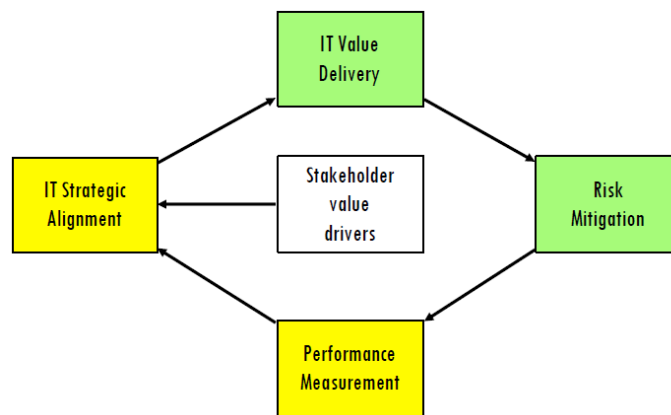 IT Value
Delivery
IT Strategic
Alignment
Stakeholder
value
drivers
Risk
Mitigation
Performance
Measurement